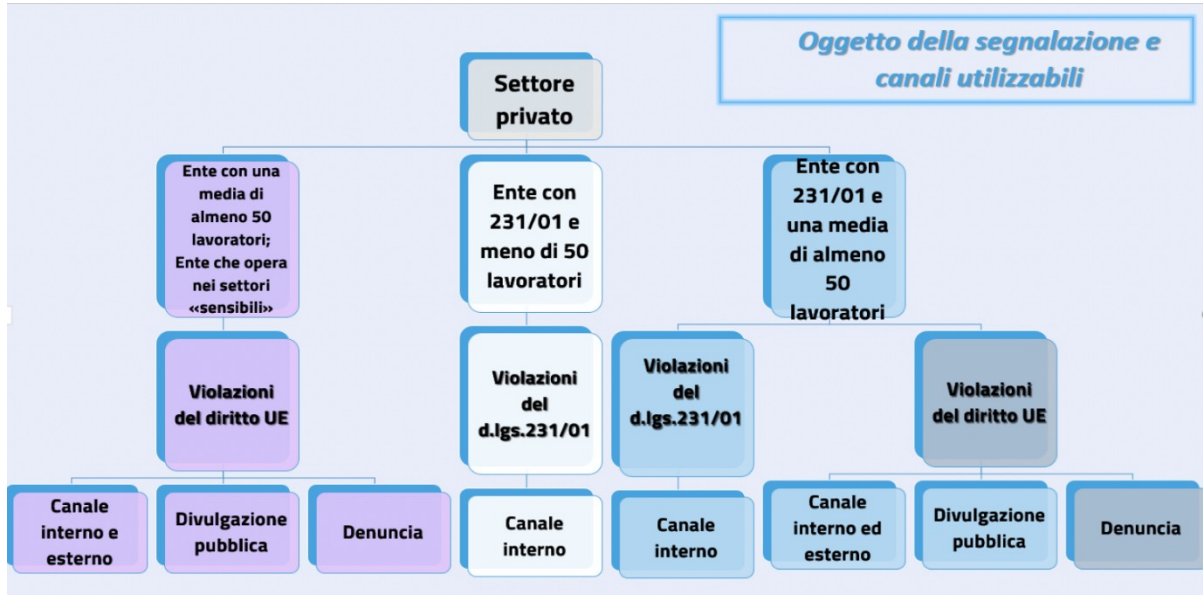 Oggetto della segnalazione e
canali utilizzabili
Settore
privato
Ente con una
media di
almeno 50
lavoratori;
Ente che opera
nei settori
«sensibili»
Ente con
231/01 e
meno di 50
lavoratori
Ente con
231/01 e
una media
di almeno
50
lavoratori
Violazioni
del diritto UE
Violazioni
del
d.lgs.231/01
Violazioni
del
d.lgs.231/01
Violazioni
del diritto UE
Canale
interno e
esterno
Divulgazione
pubblica
Denuncia
Canale
interno
Canale
interno
Canale
interno ed
esterno
Divulgazione
pubblica
Denuncia